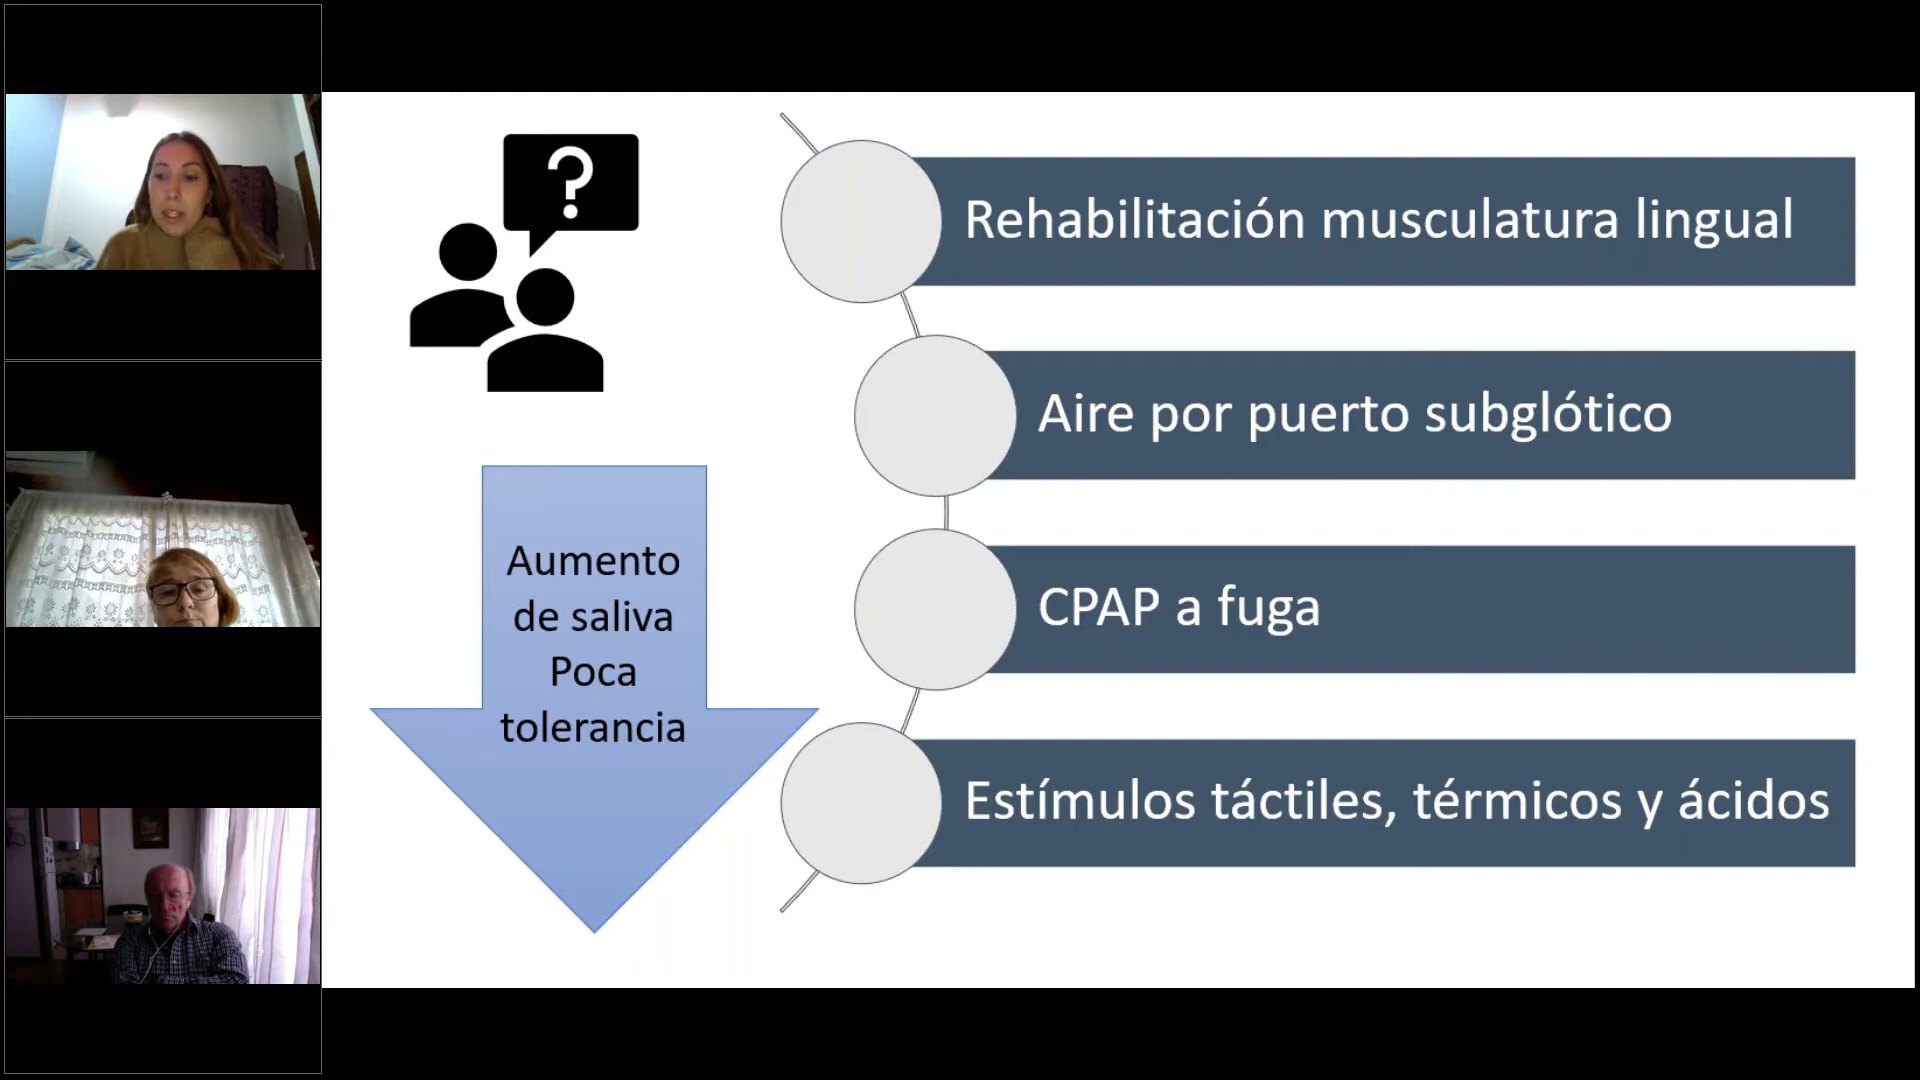 ?
Rehabilitación musculatura lingual
Aire por puerto subglótico
CPAP a fuga
Estímulos táctiles, térmicos y ácidos
Aumento
de saliva
Poca
tolerancia